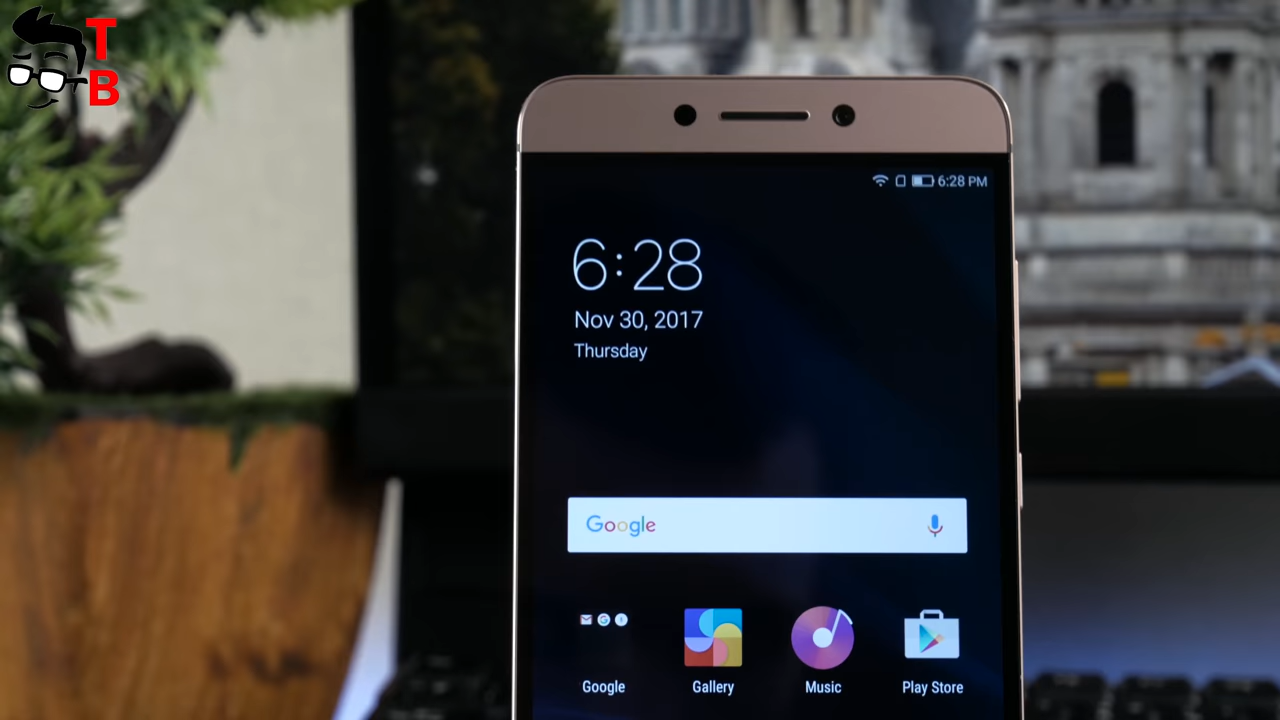 T
B
6:28 PM
6:28
Nov 30, 2017
Thursday
Google
Google
Gallery
Music
Play Store